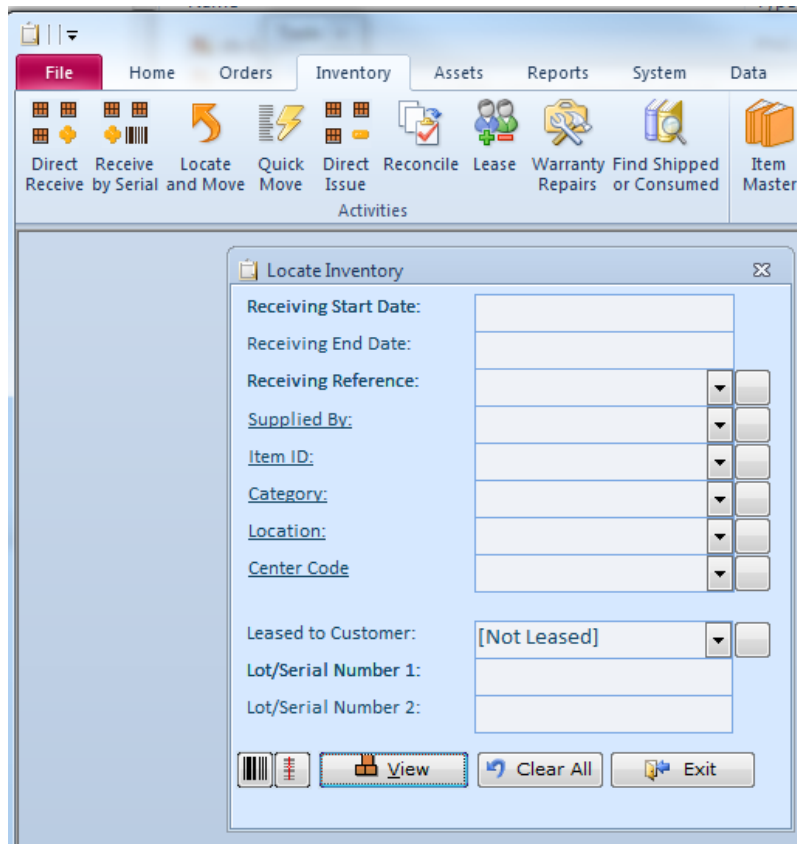 File Home Orders Inventory Assets Reports System Data
Direct Receive Locate Quick Direct Reconcile Lease Warranty Find Shipped Item
Receive by Serial and Move Move Issue Repairs or Consumed Master
Activities
Locate Inventory
Receiving Start Date:
Receiving End Date:
Receiving Reference:
Supplied By:
Item ID:
Category:
Location:
Center Code
Leased to Customer: [Not Leased]
Lot/Serial Number 1:
Lot/Serial Number 2:
View Clear All Exit